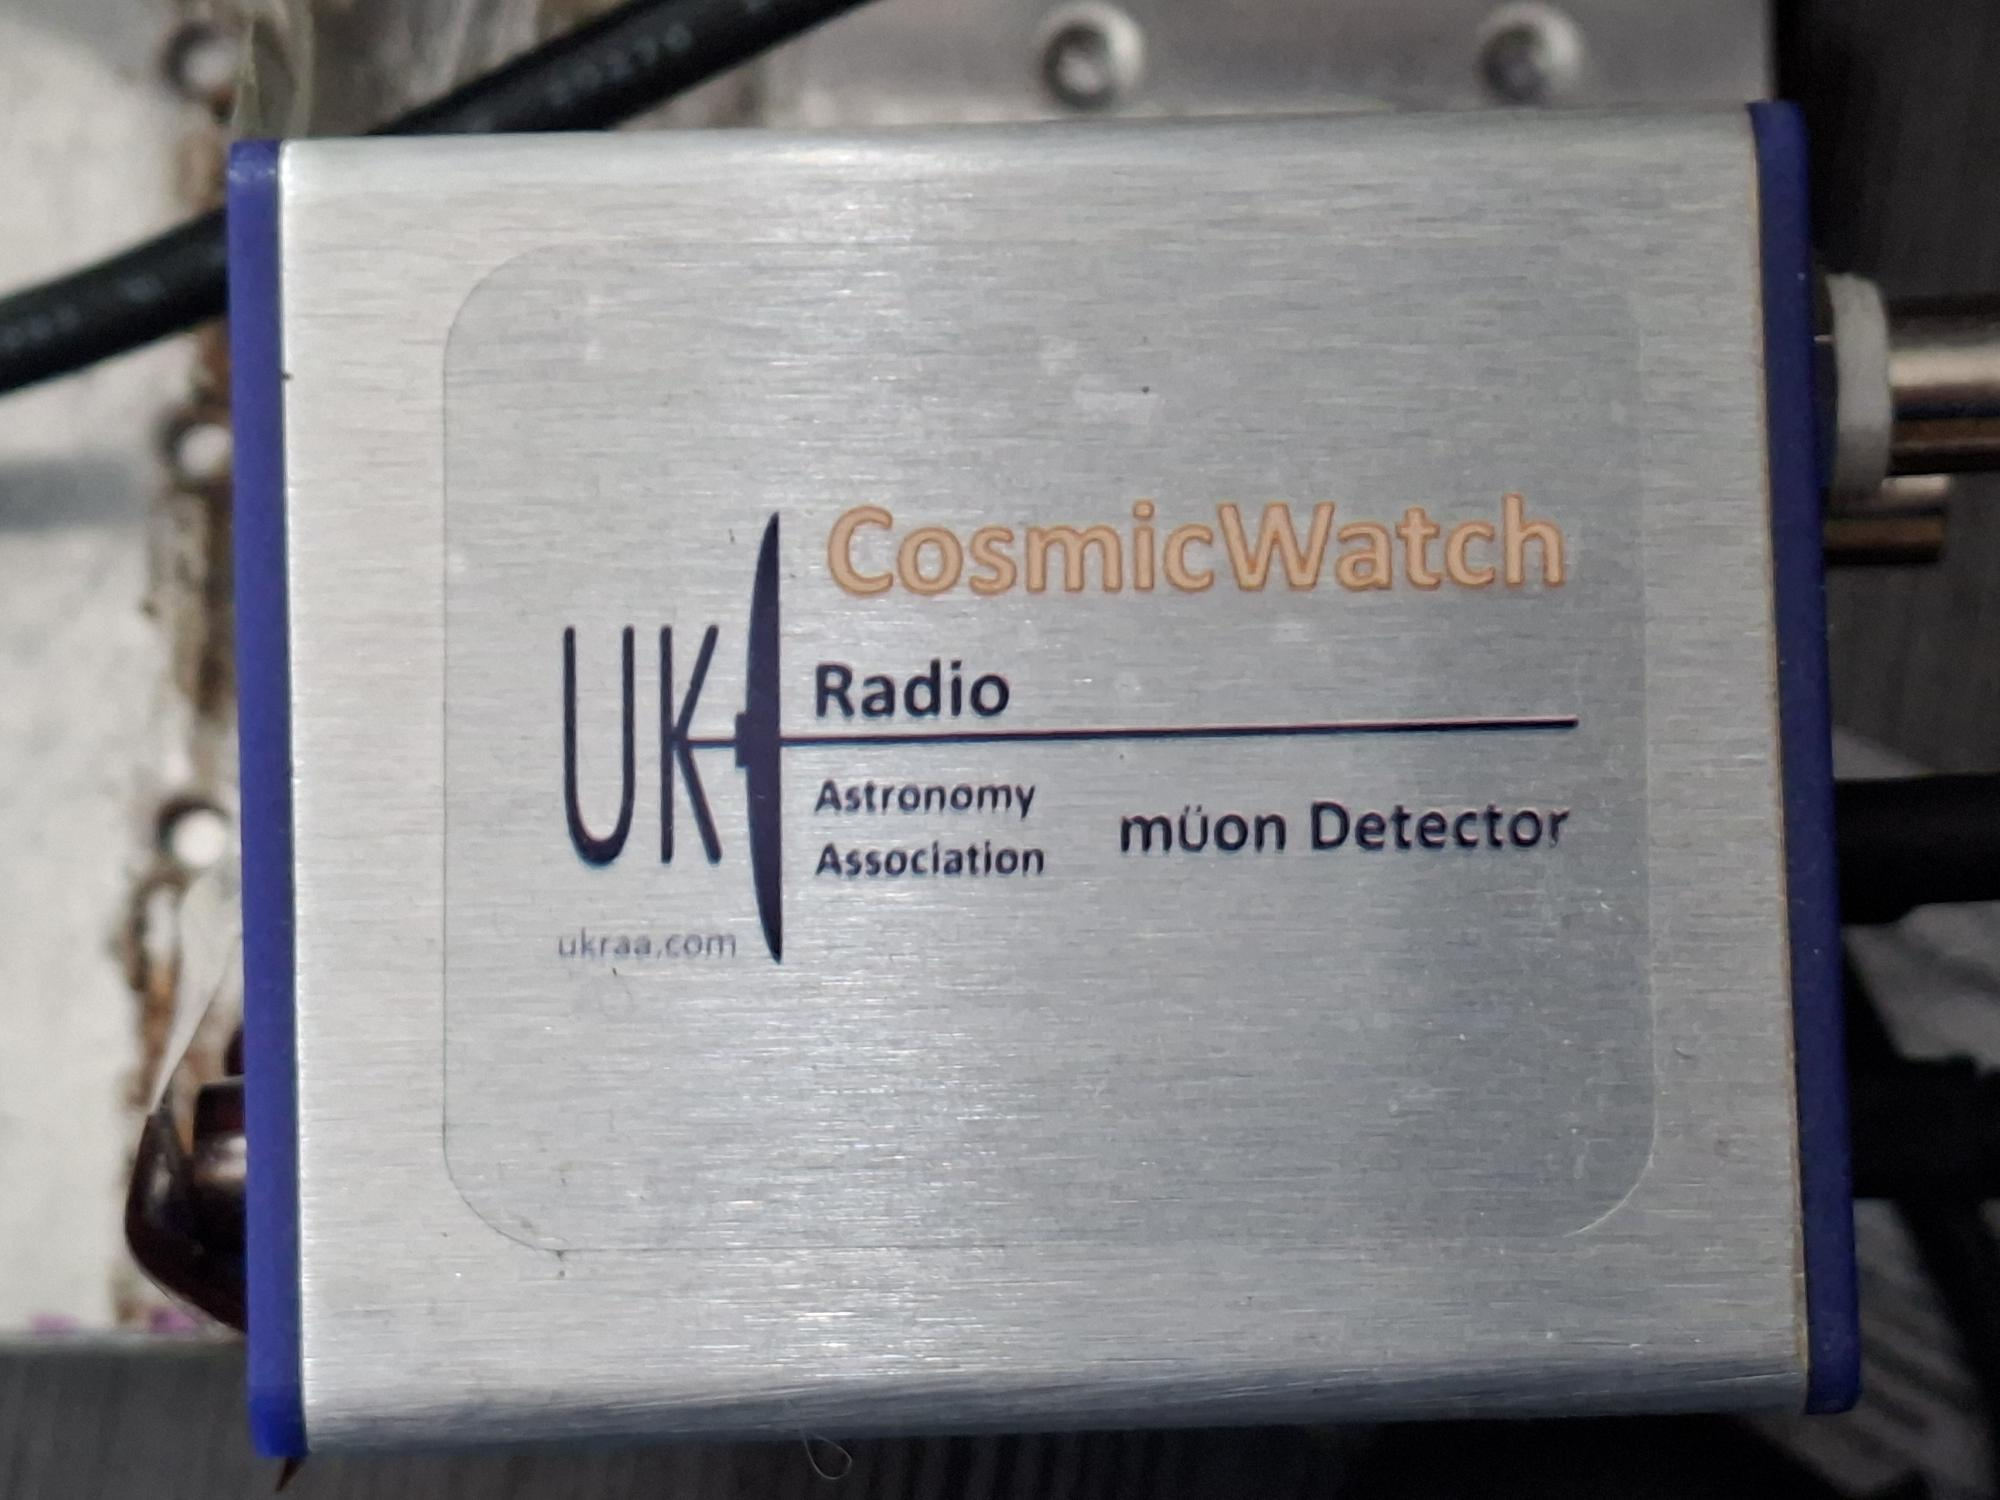 CosmicWatch
UK
Radio
Astronomy
Association
müon Detector
ukraa.com